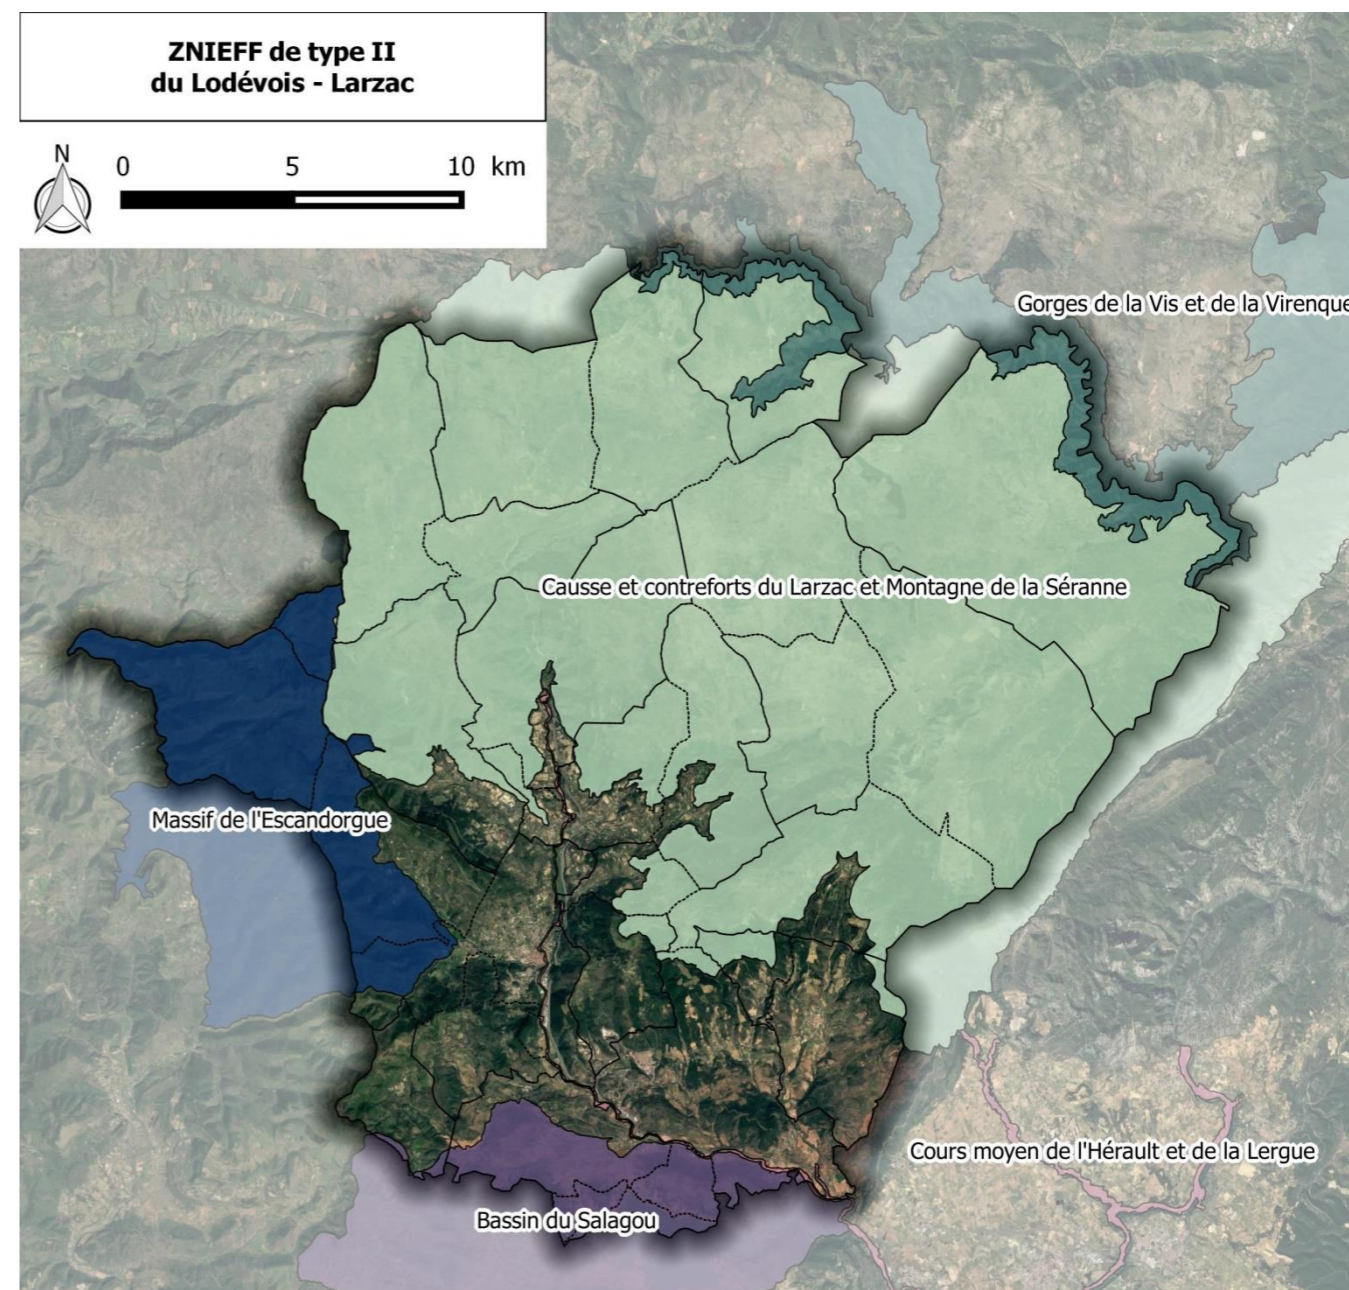 ZNIEFF de type II
du Lodévois - Larzac
N
0 5 10 km
Gorges de la Vis et de la Virenque
Causse et contreforts du Larzac et Montagne de la Séranne
Massif de l'Escandorgue
Cours moyen de l'Hérault et de la Lergue
Bassin du Salagou